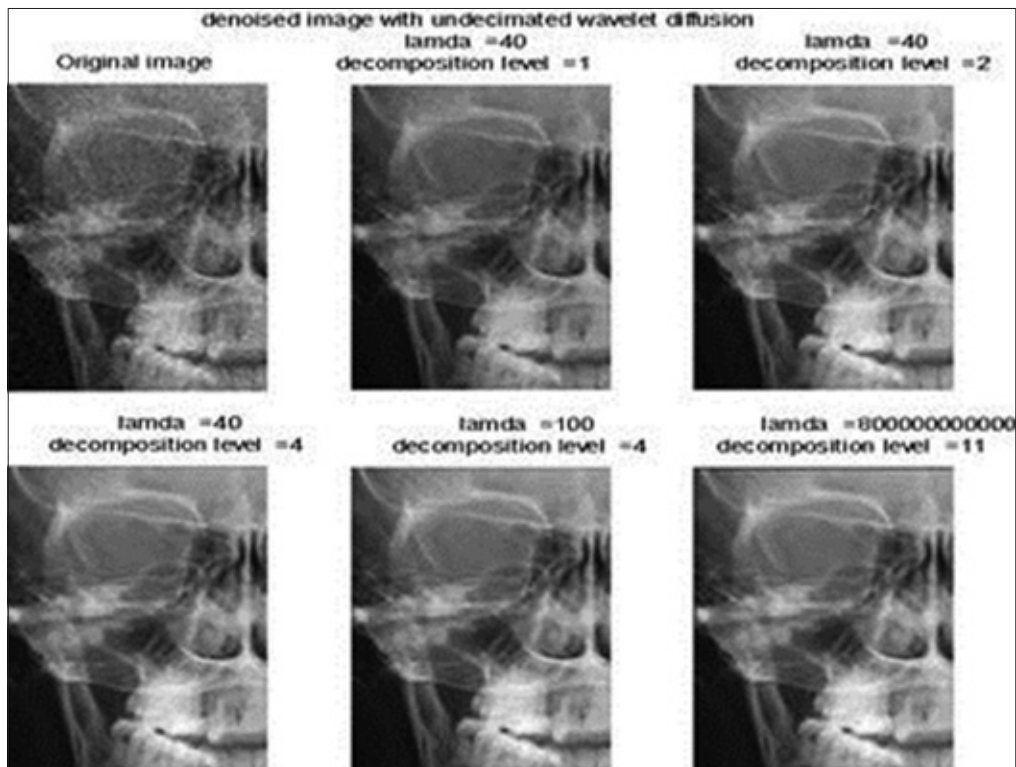 denoised image with undecimated wavelet diffusion
Original image
lamda =40
decomposition level =1
lamda =40
decomposition level =2
lamda =40
decomposition level =4
lamda =100
decomposition level =4
lamda =800000000000
decomposition level =11